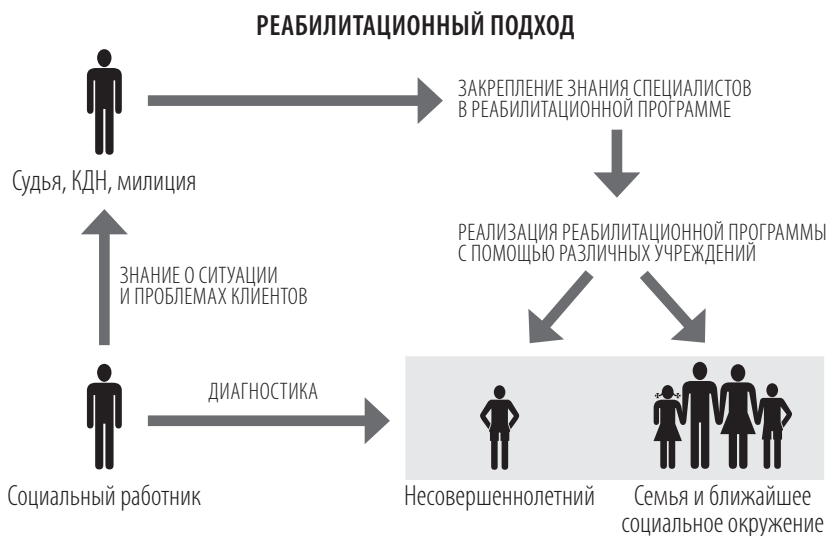 РЕАБИЛИТАЦИОННЫЙ ПОДХОД
ЗАКРЕПЛЕНИЕ ЗНАНИЯ СПЕЦИАЛИСТОВ
В РЕАБИЛИТАЦИОННОЙ ПРОГРАММЕ
Судья, КДН, милиция
РЕАЛИЗАЦИЯ РЕАБИЛИТАЦИОННОЙ ПРОГРАММЫ
С ПОМОЩЬЮ РАЗЛИЧНЫХ УЧРЕЖДЕНИЙ
ЗНАНИЕ О СИТУАЦИИ
И ПРОБЛЕМАХ КЛИЕНТОВ
ДИАГНОСТИКА
Социальный работник
Несовершеннолетний
Семья и ближайшее
социальное окружение